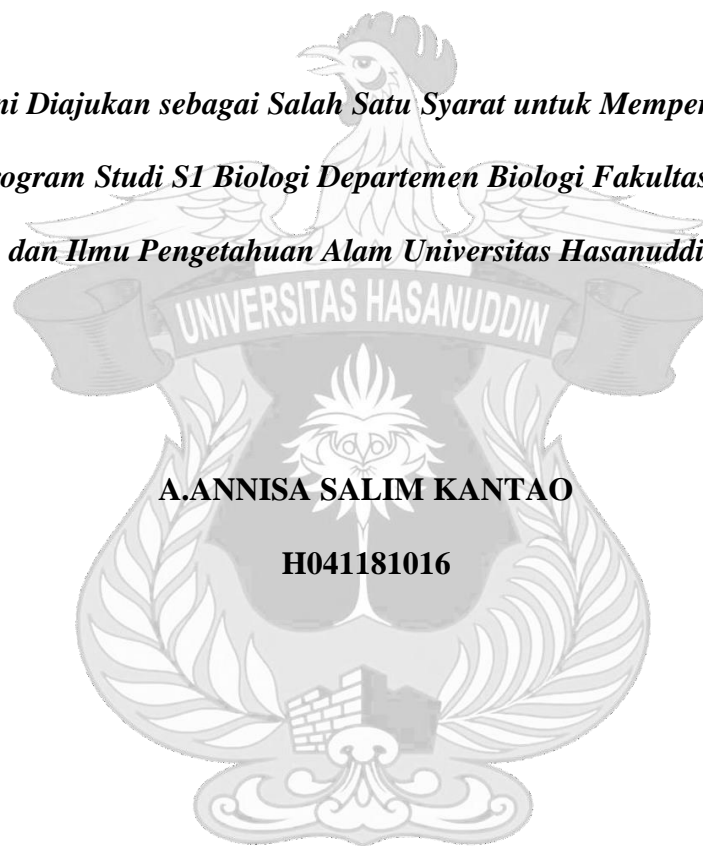 ni Diajukan sebagai Salah Satu Syarat untuk Memper
rogram Studi S1 Biologi Departemen Biologi Fakultas
dan Ilmu Pengetahuan Alam Universitas Hasanuddi
UNIVERSITAS HASANUDDIN
A.ANNISA SALIM KANTAO
H041181016